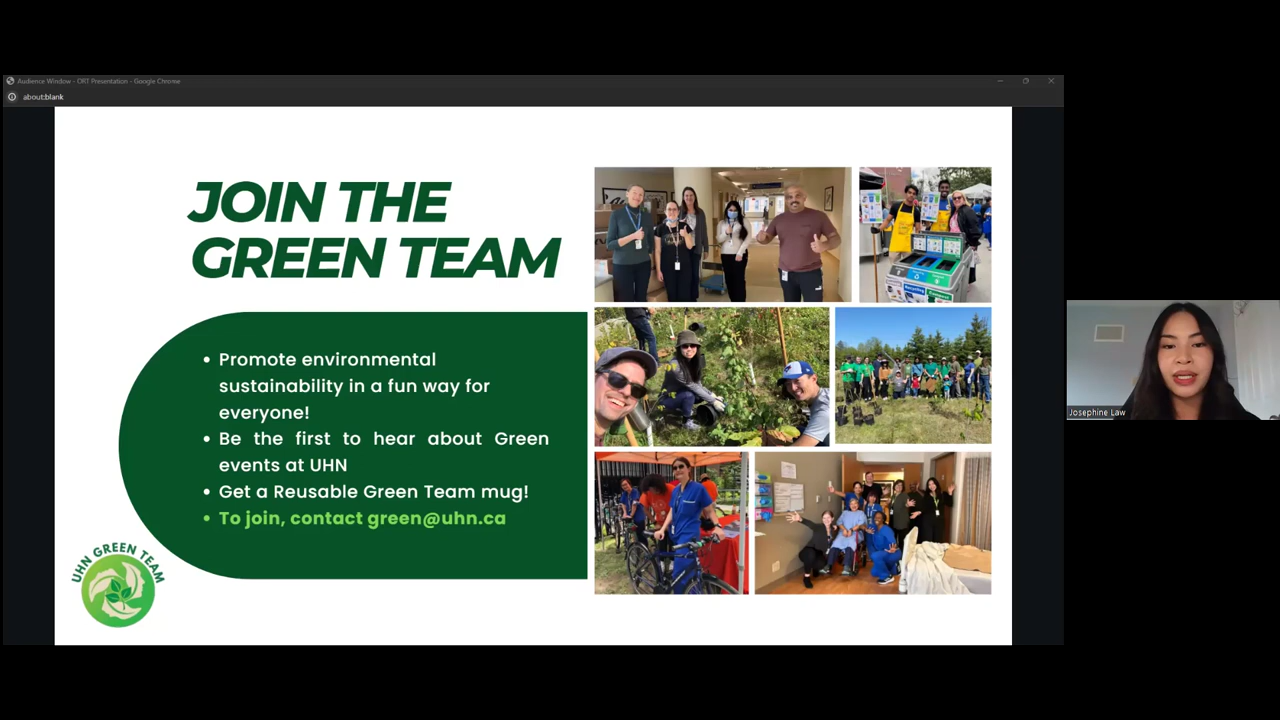 Audience Window - ORT Presentation - Google Chrome
about:blank
JOIN THE
GREEN TEAM
• Promote environmental
sustainability in a fun way for
everyone!
• Be the first to hear about Green
events at UHN
• Get a Reusable Green Team mug!
• To join, contact green@uhn.ca
UHN GREEN TEAM
Recycling
Josephine Law